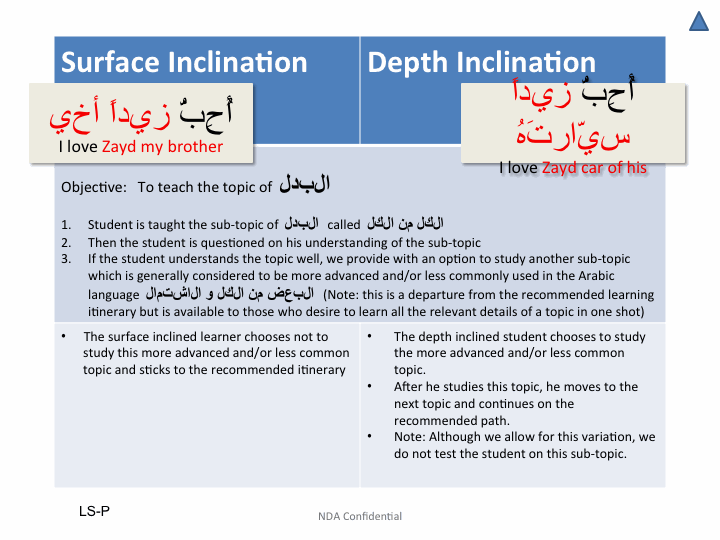 Surface Inclination
Depth Inclination
أُحِبُّ زيداً أخي
I love Zayd my brother
أُحِبُّ زيداً
سيّارتَهُ
I love Zayd car of his
Objective: To teach the topic of البدل
1. Student is taught the sub-topic of البدل called الكل من الكل
2. Then the student is questioned on his understanding of the sub-topic
3. If the student understands the topic well, we provide with an option to study another sub-topic
which is generally considered to be more advanced and/or less commonly used in the Arabic
language البعض من الكل و الاشتمال (Note: this is a departure from the recommended learning
itinerary but is available to those who desire to learn all the relevant details of a topic in one shot)
• The surface inclined learner chooses not to
study this more advanced and/or less common
topic and sticks to the recommended itinerary
• The depth inclined student chooses to study
the more advanced and/or less common
topic.
• After he studies this topic, he moves to the
next topic and continues on the
recommended path.
• Note: Although we allow for this variation, we
do not test the student on this sub-topic.
LS-P
NDA Confidential